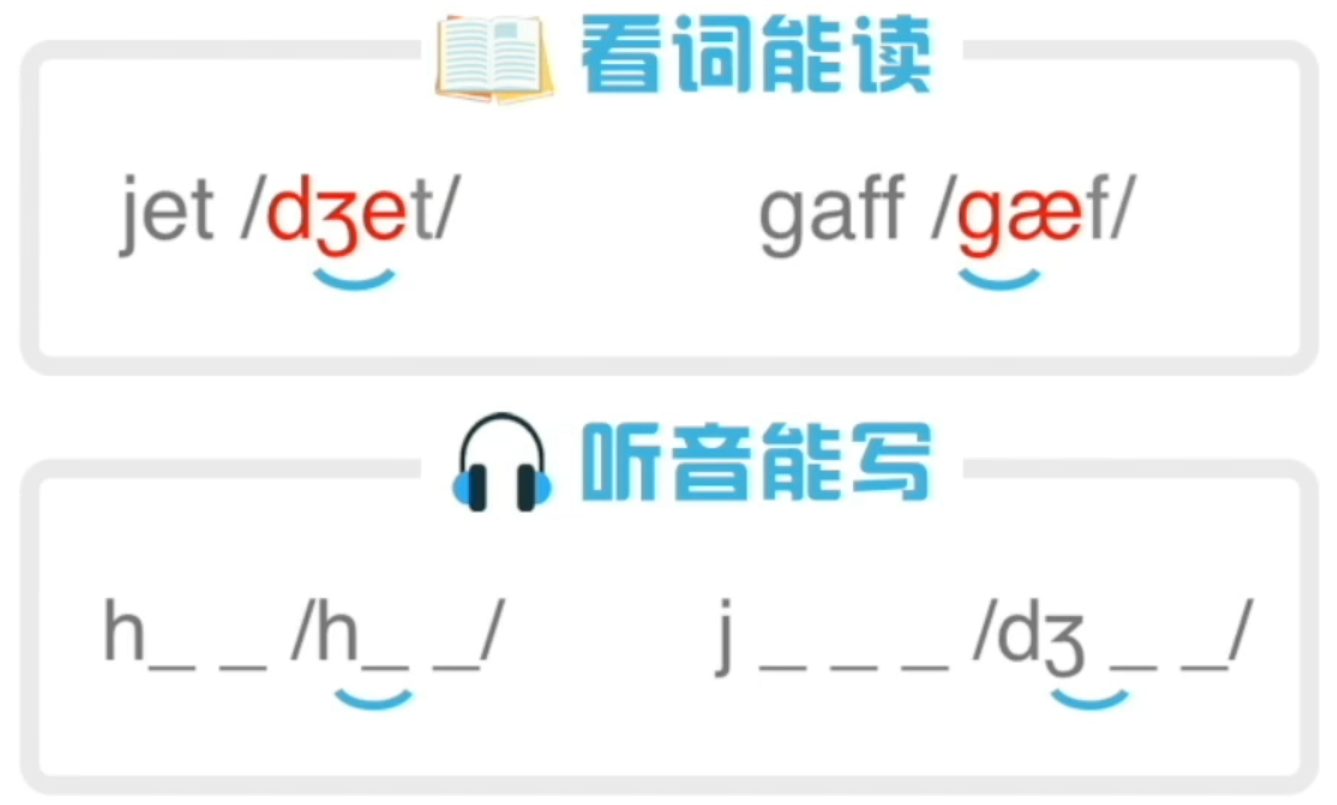 看词能读
jet /dʒet/ gaff /gæf/
听音能写
h_ _ /h_ _/ j _ _ _ /dʒ _ _/